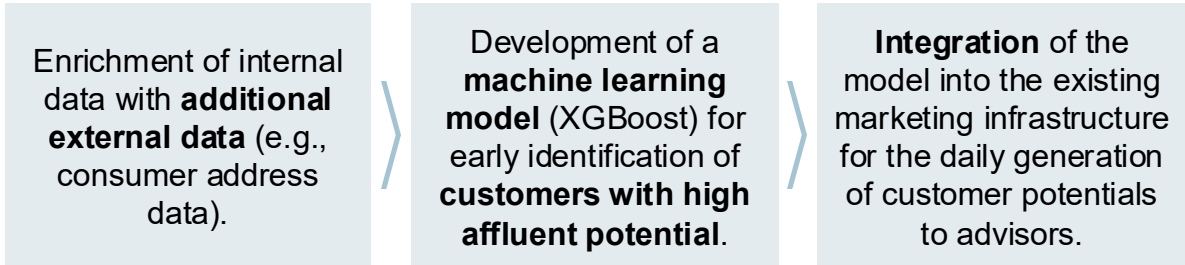 Enrichment of internal
data with additional
external data (e.g.,
consumer address
data).
Development of a
machine learning
model (XGBoost) for
early identification of
customers with high
affluent potential.
Integration of the
model into the existing
marketing infrastructure
for the daily generation
of customer potentials
to advisors.